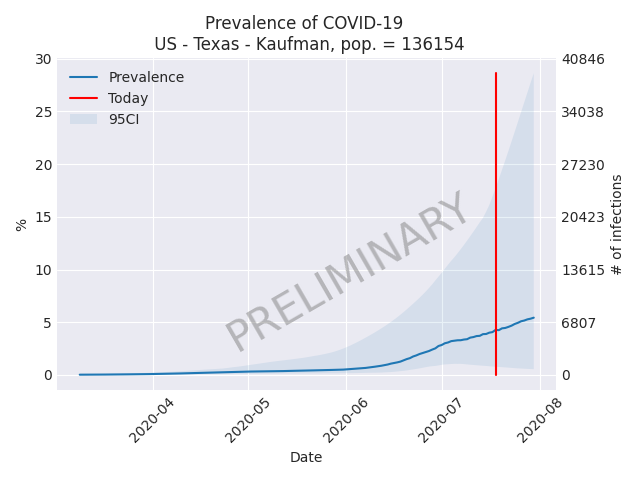 Prevalence of COVID-19
US - Texas - Kaufman, pop. = 136154
Prevalence
Today
95CI
PRELIMINARY
%
30
25
20
15
10
5
0
40846
34038
27230
20423
13615
6807
0
# of infections
2020-04
2020-05
2020-06
2020-07
2020-08
Date